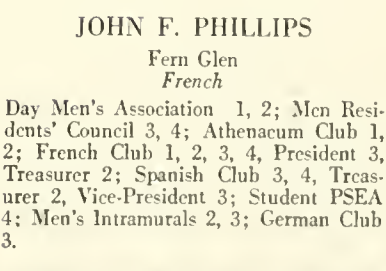 JOHN F. PHILLIPS
Fern Glen
French
Day Men's Association 1, 2; Men Resi-
dents' Council 3, 4; Athenaeum Club 1,
2; French Club 1, 2, 3, 4, President 3,
Treasurer 2; Spanish Club 3, 4, Treas-
urer 2, Vice-President 3; Student PSEA
4; Men's Intramurals 2, 3; German Club
3.